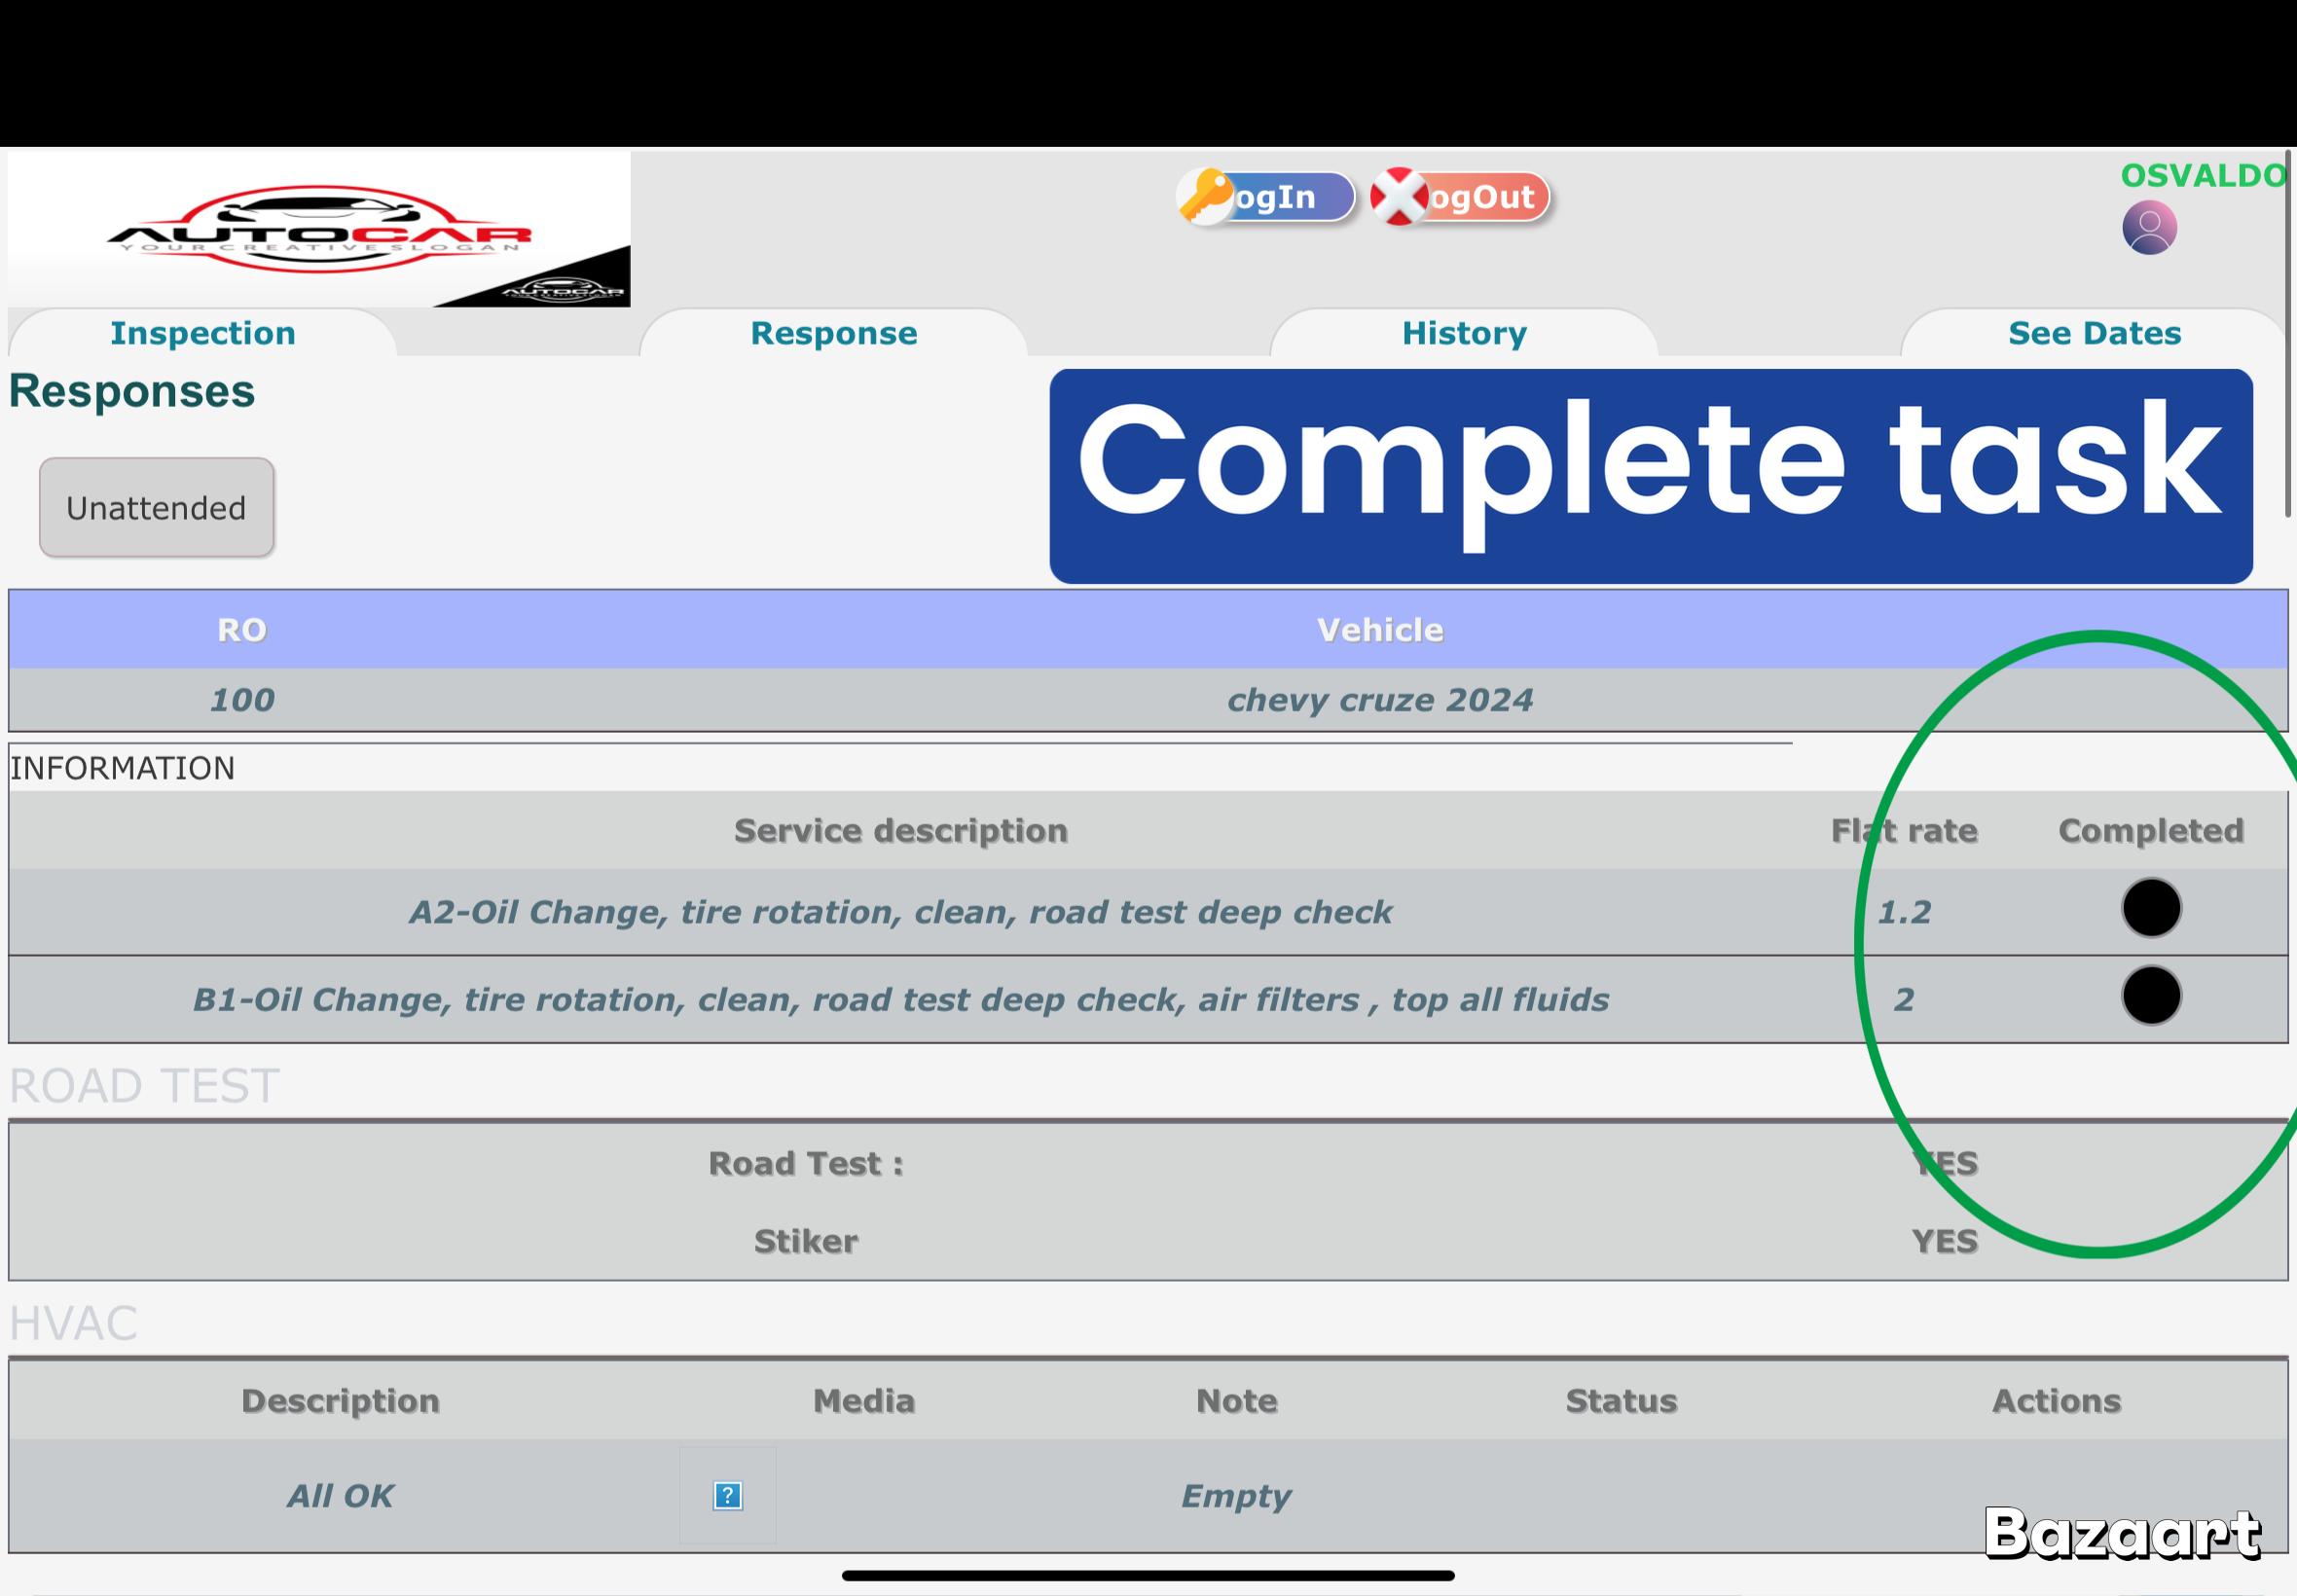 AUTOCAR
YOUR CREATIVE SLOGAN
AUTOCAR
ogIn
ogOut
OSVALDO
Inspection
Response
History
See Dates
Responses
Complete task
Unattended
RO Vehicle
100 chevy cruze 2024
INFORMATION
Service description Flat rate Completed
A2-Oil Change, tire rotation, clean, road test deep check 1.2
B1-Oil Change, tire rotation, clean, road test deep check, air filters , top all fluids 2
ROAD TEST
Road Test : YES
Stiker YES
HVAC
Description Media Note Status Actions
All OK ? Empty
Bazaart